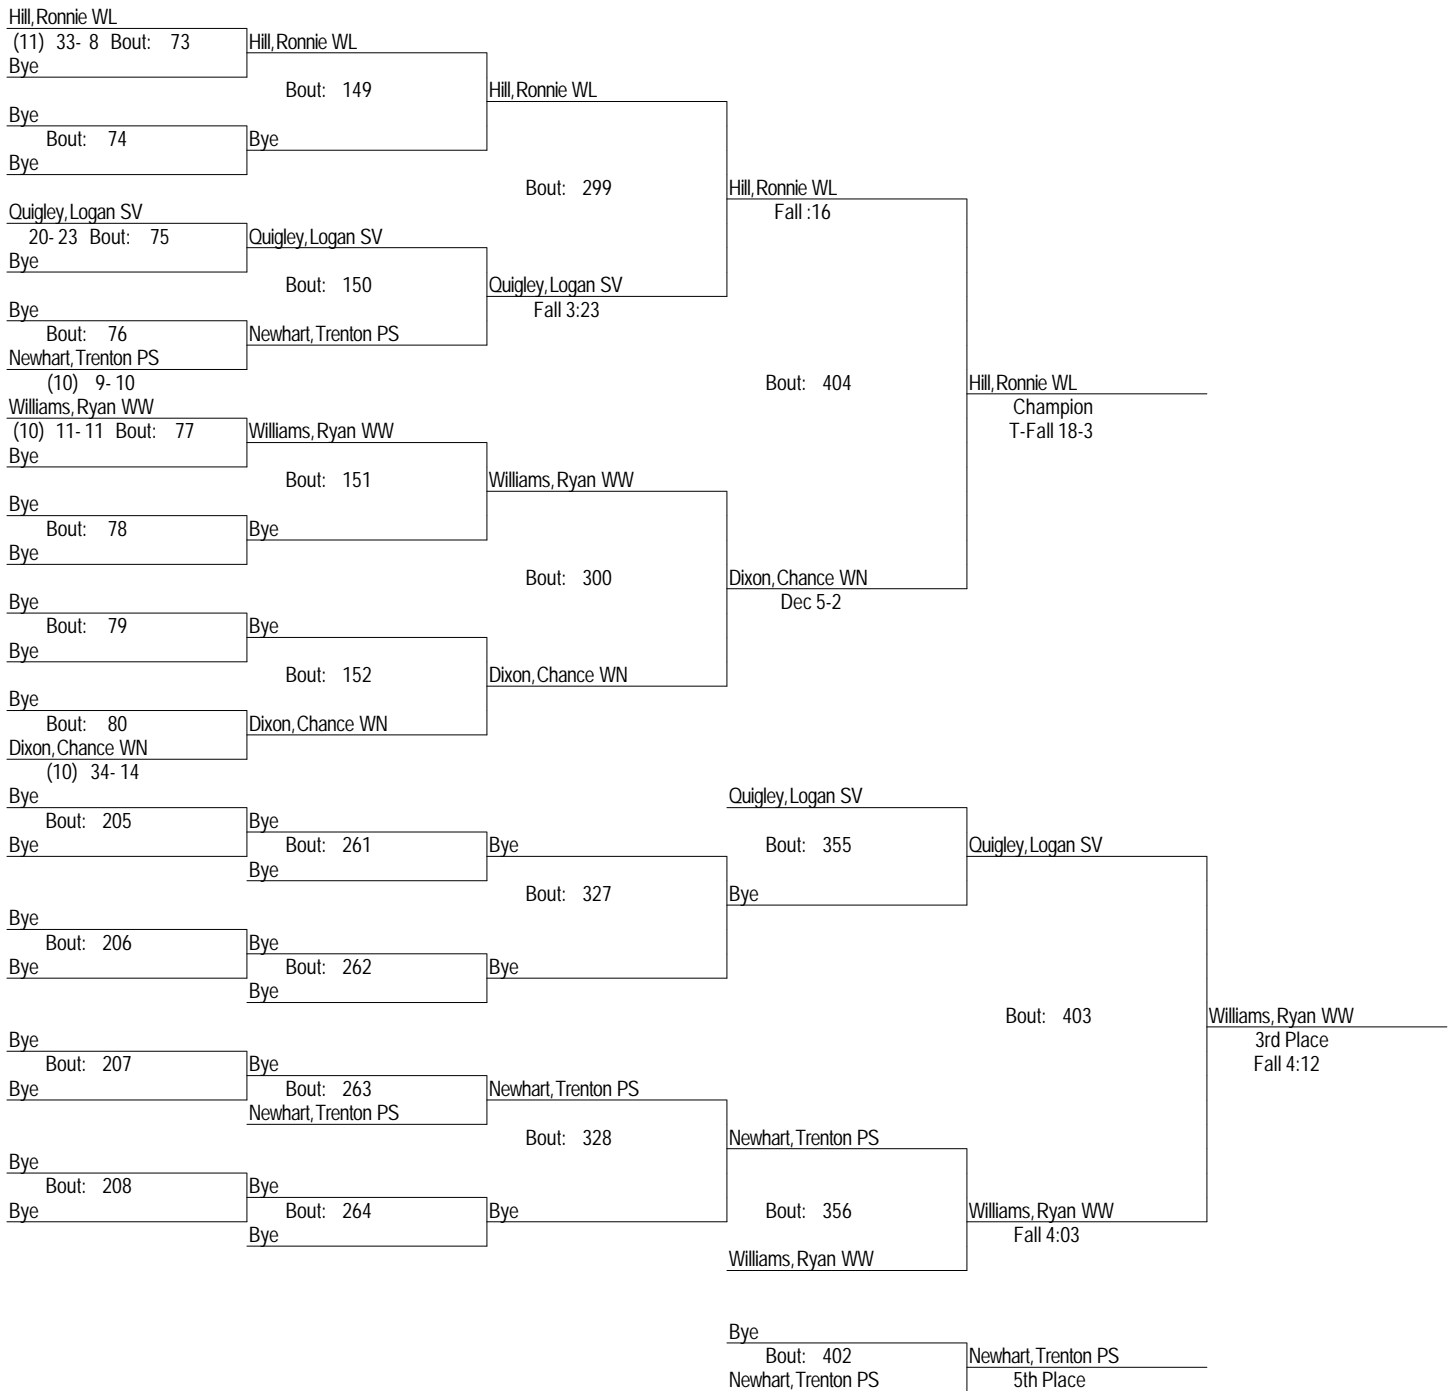 Hill, Ronnie WL
(11) 33- 8 Bout: 73
Hill, Ronnie WL
Bye
Bout: 149
Hill, Ronnie WL
Bye
Bout: 74
Bye
Bye
Bout: 299
Hill, Ronnie WL
Fall :16
Quigley, Logan SV
20- 23 Bout: 75
Quigley, Logan SV
Bye
Bout: 150
Quigley, Logan SV
Fall 3:23
Bye
Bout: 76
Newhart, Trenton PS
Newhart, Trenton PS
(10) 9- 10
Bout: 404
Hill, Ronnie WL
Champion
T-Fall 18-3
Williams, Ryan WW
(10) 11- 11 Bout: 77
Williams, Ryan WW
Bye
Bout: 151
Williams, Ryan WW
Bye
Bout: 78
Bye
Bye
Bout: 300
Dixon, Chance WN
Dec 5-2
Bye
Bout: 79
Bye
Bye
Bout: 152
Dixon, Chance WN
Bye
Bout: 80
Dixon, Chance WN
Dixon, Chance WN
(10) 34- 14
Bye
Quigley, Logan SV
Bout: 205
Bye
Bye
Bout: 261
Bye
Bout: 355
Quigley, Logan SV
Bye
Bout: 327
Bye
Bye
Bout: 206
Bye
Bye
Bout: 262
Bye
Bye
Bout: 403
Williams, Ryan WW
3rd Place
Fall 4:12
Bye
Bout: 207
Bye
Bye
Bout: 263
Newhart, Trenton PS
Newhart, Trenton PS
Bout: 328
Newhart, Trenton PS
Bye
Bout: 208
Bye
Bye
Bout: 264
Bye
Bout: 356
Williams, Ryan WW
Fall 4:03
Bye
Williams, Ryan WW
Bye
Bout: 402
Newhart, Trenton PS
Newhart, Trenton PS
5th Place